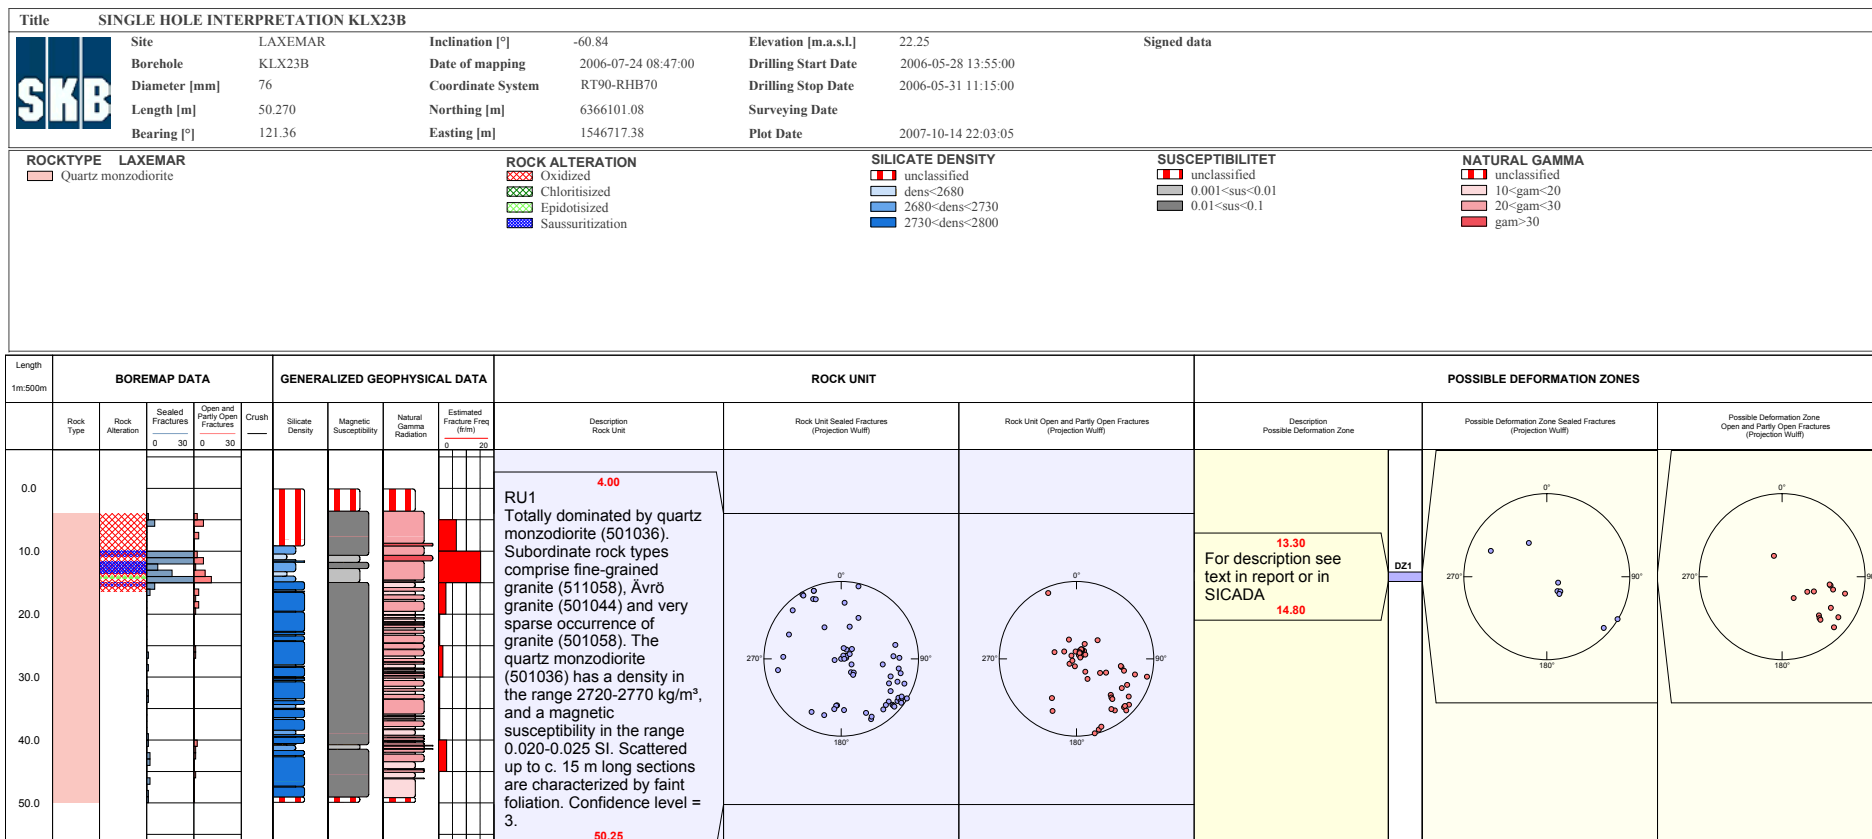 Title SINGLE HOLE INTERPRETATION KLX23B
SKB
Site LAXEMAR Inclination [°] -60.84 Elevation [m.a.s.l.] 22.25 Signed data
Borehole KLX23B Date of mapping 2006-07-24 08:47:00 Drilling Start Date 2006-05-28 13:55:00
Diameter [mm] 76 Coordinate System RT90-RHB70 Drilling Stop Date 2006-05-31 11:15:00
Length [m] 50.270 Northing [m] 6366101.08 Surveying Date
Bearing [°] 121.36 Easting [m] 1546717.38 Plot Date 2007-10-14 22:03:05
ROCKTYPE LAXEMAR
Quartz monzodiorite
ROCK ALTERATION
Oxidized
Chloritisized
Epidotisized
Saussuritization
SILICATE DENSITY
unclassified
dens<2680
2680<dens<2730
2730<dens<2800
SUSCEPTIBILITET
unclassified
0.001<sus<0.01
0.01<sus<0.1
NATURAL GAMMA
unclassified
10<gam<20
20<gam<30
gam>30
Length
1m:500m
BOREMAP DATA
GENERALIZED GEOPHYSICAL DATA
ROCK UNIT
POSSIBLE DEFORMATION ZONES
Rock
Type
Rock
Alteration
Sealed
Fractures
0 30
Open and
Partly Open
Fractures
0 30
Crush
Silicate
Density
Magnetic
Susceptibility
Natural
Gamma
Radiation
Estimated
Fracture Freq
(fr/m)
0 20
Description
Rock Unit
Rock Unit Sealed Fractures
(Projection Wulff)
Rock Unit Open and Partly Open Fractures
(Projection Wulff)
Description
Possible Deformation Zone
Possible Deformation Zone Sealed Fractures
(Projection Wulff)
Possible Deformation Zone
Open and Partly Open Fractures
(Projection Wulff)
0.0
10.0
20.0
30.0
40.0
50.0
4.00
RU1
Totally dominated by quartz
monzodiorite (501036).
Subordinate rock types
comprise fine-grained
granite (511058), Ävrö
granite (501044) and very
sparse occurrence of
granite (501058). The
quartz monzodiorite
(501036) has a density in
the range 2720-2770 kg/m³,
and a magnetic
susceptibility in the range
0.020-0.025 SI. Scattered
up to c. 15 m long sections
are characterized by faint
foliation. Confidence level =
3.
50.25
0°
270° 90°
180°
0°
270° 90°
180°
13.30
For description see
text in report or in
SICADA
14.80
DZ1
0°
270° 90°
180°
0°
270°
180°